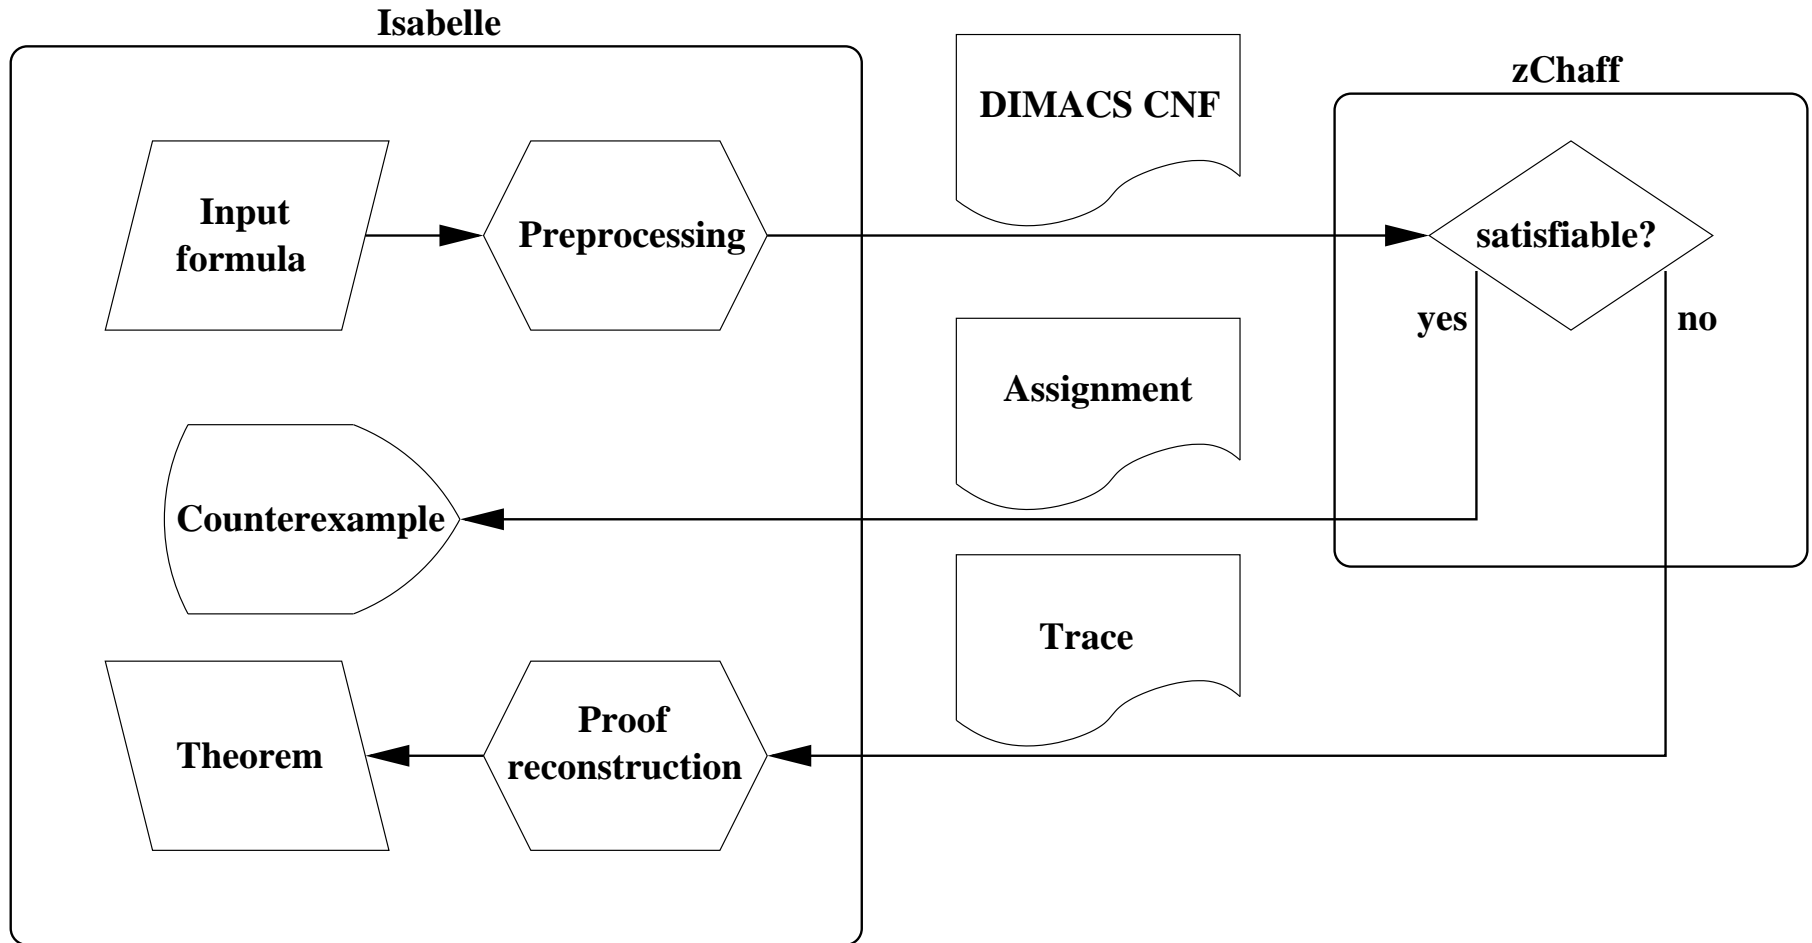 Isabelle
zChaff
DIMACS CNF
Input
formula
Preprocessing
satisfiable?
yes
no
Assignment
Counterexample
Trace
Theorem
Proof
reconstruction